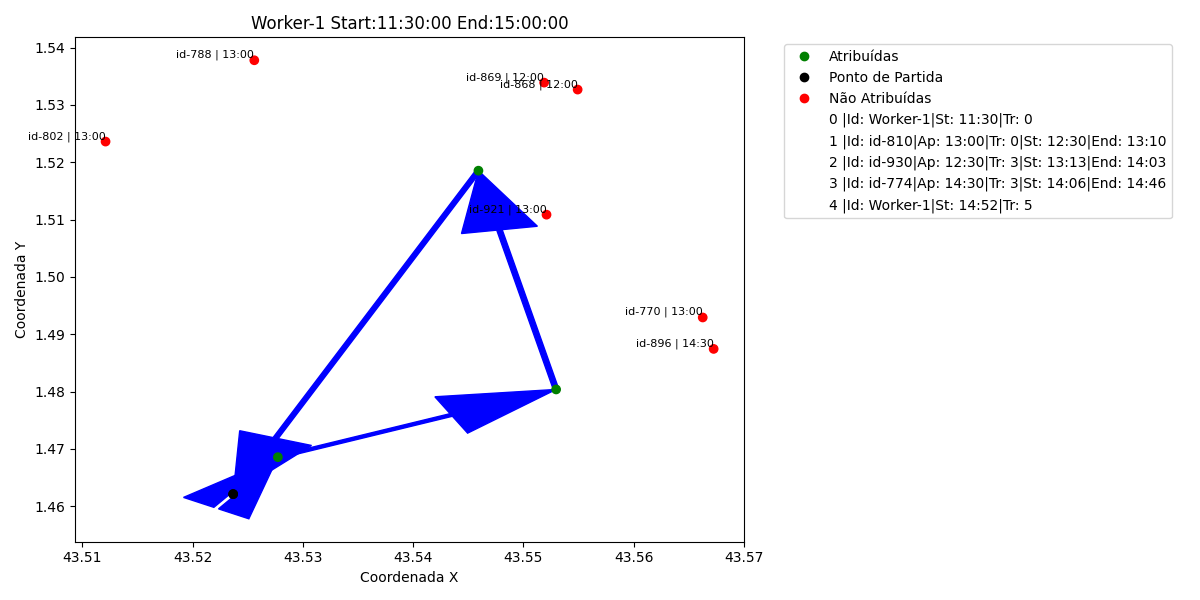 Worker-1 Start:11:30:00 End:15:00:00
1.54
1.53
1.52
1.51
1.50
1.49
1.48
1.47
1.46
Coordenada Y
43.51
43.52
43.53
43.54
43.55
43.56
43.57
Coordenada X
id-788 | 13:00
id-869 | 12:00
id-868 | 12:00
id-802 | 13:00
id-921 | 13:00
id-770 | 13:00
id-896 | 14:30
Atribuídas
Ponto de Partida
Não Atribuídas
0 |Id: Worker-1|St: 11:30|Tr: 0
1 |Id: id-810|Ap: 13:00|Tr: 0|St: 12:30|End: 13:10
2 |Id: id-930|Ap: 12:30|Tr: 3|St: 13:13|End: 14:03
3 |Id: id-774|Ap: 14:30|Tr: 3|St: 14:06|End: 14:46
4 |Id: Worker-1|St: 14:52|Tr: 5